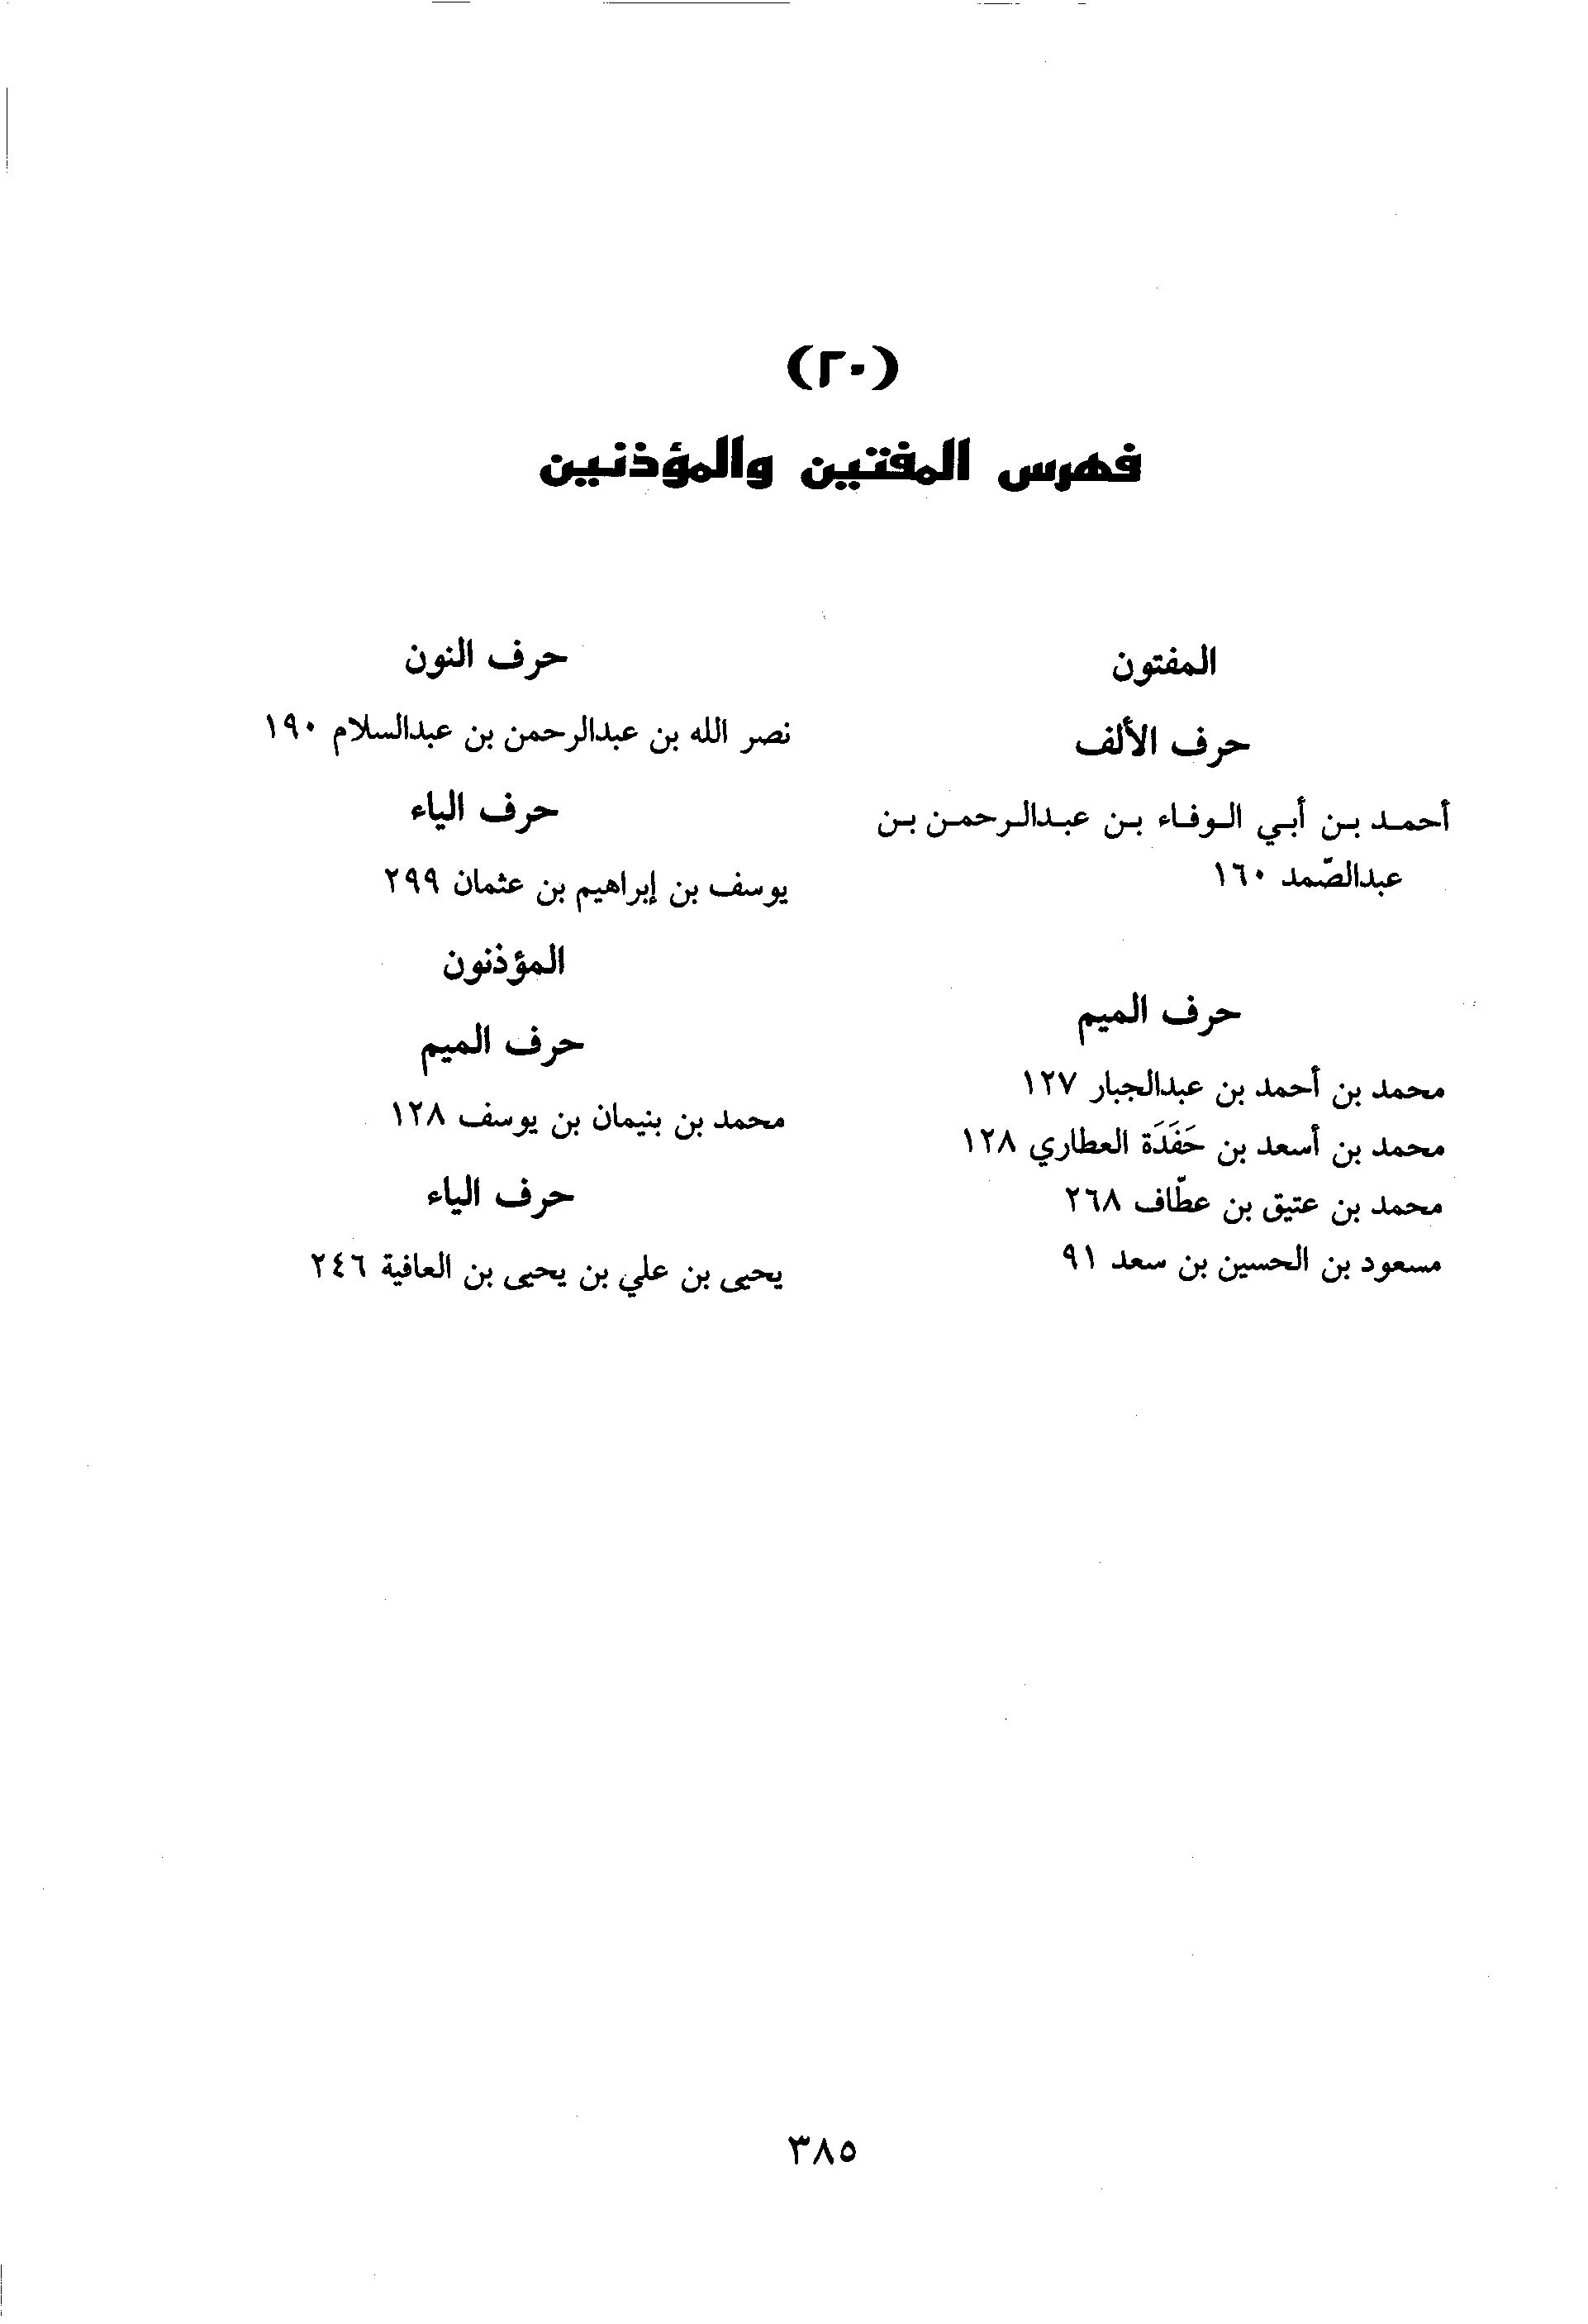 (٢٠)
فهرس المفتين والمؤذنين
المفتون
حرف الألف
أحمد بن أبي الوفاء بن عبدالرحمن بن
عبدالصّمد ١٦٠
حرف الميم
محمد بن أحمد بن عبدالجبار ١٢٧
محمد بن أسعد بن حَفَدَة العطاري ١٢٨
محمد بن عتيق بن عطّاف ٢٦٨
مسعود بن الحسين بن سعد ٩١
حرف النون
نصر الله بن عبدالرحمن بن عبدالسلام ١٩٠
حرف الياء
يوسف بن إبراهيم بن عثمان ٢٩٩
المؤذنون
حرف الميم
محمد بن بنيمان بن يوسف ١٢٨
حرف الياء
يحيى بن علي بن يحيى بن العافية ٢٤٦
٣٨٥